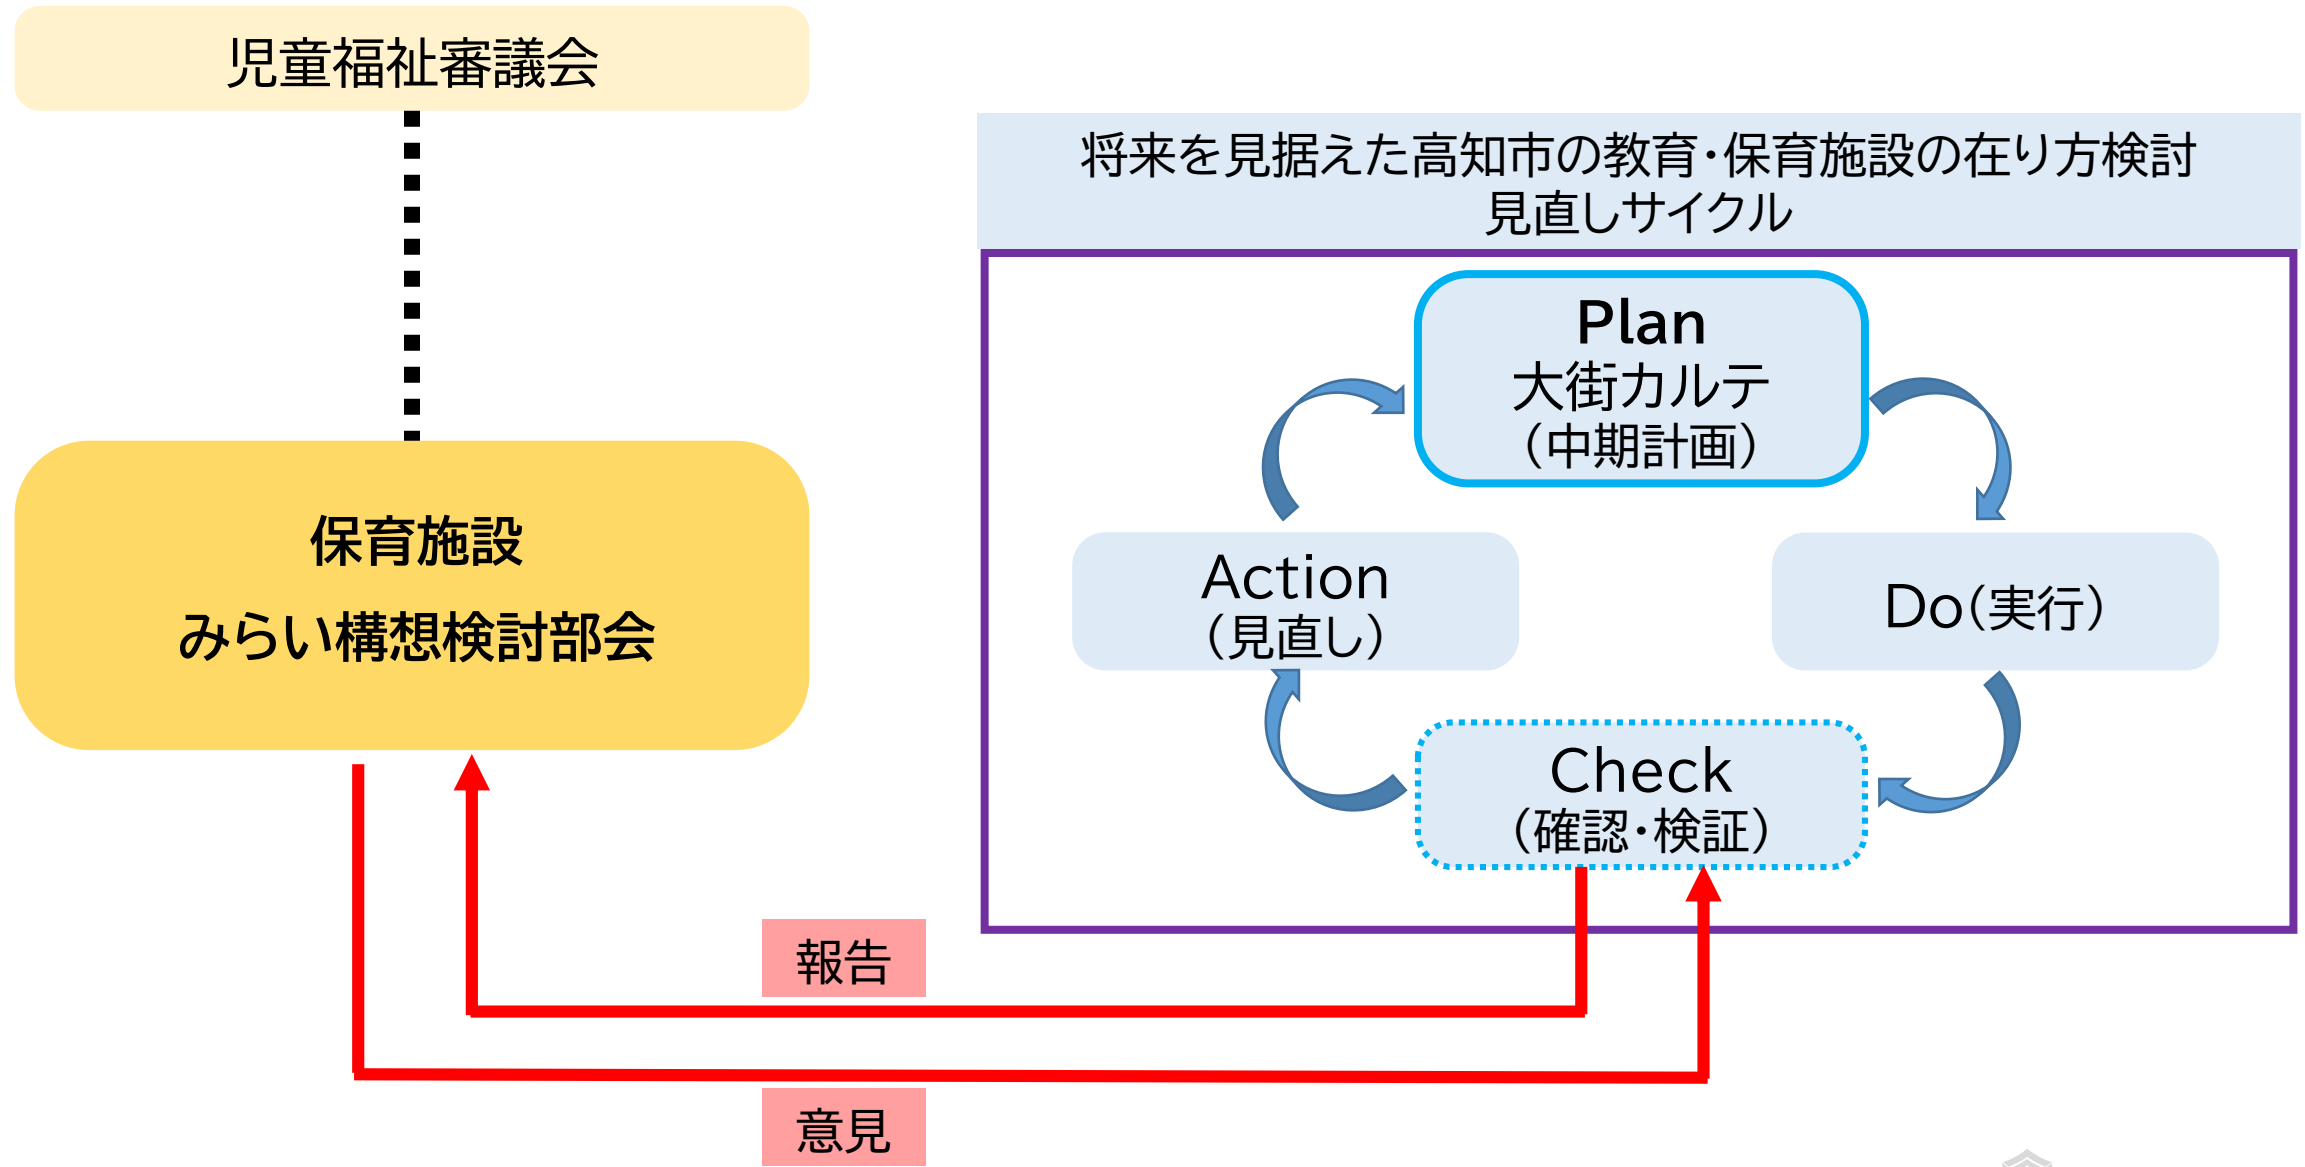 児童福祉審議会
将来を見据えた高知市の教育・保育施設の在り方検討
見直しサイクル
Plan
大街カルテ
（中期計画）
保育施設
みらい構想検討部会
Action
（見直し）
Do（実行）
Check
（確認・検証）
報告
意見